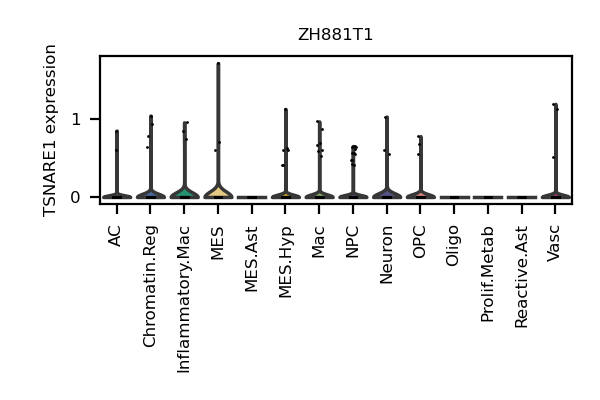 ZH881T1
TSNARE1 expression
1
0
AC
Chromatin.Reg
Inflammatory.Mac
MES
MES.Ast
MES.Hyp
Mac
NPC
Neuron
OPC
Oligo
Prolif.Metab
Reactive.Ast
Vasc